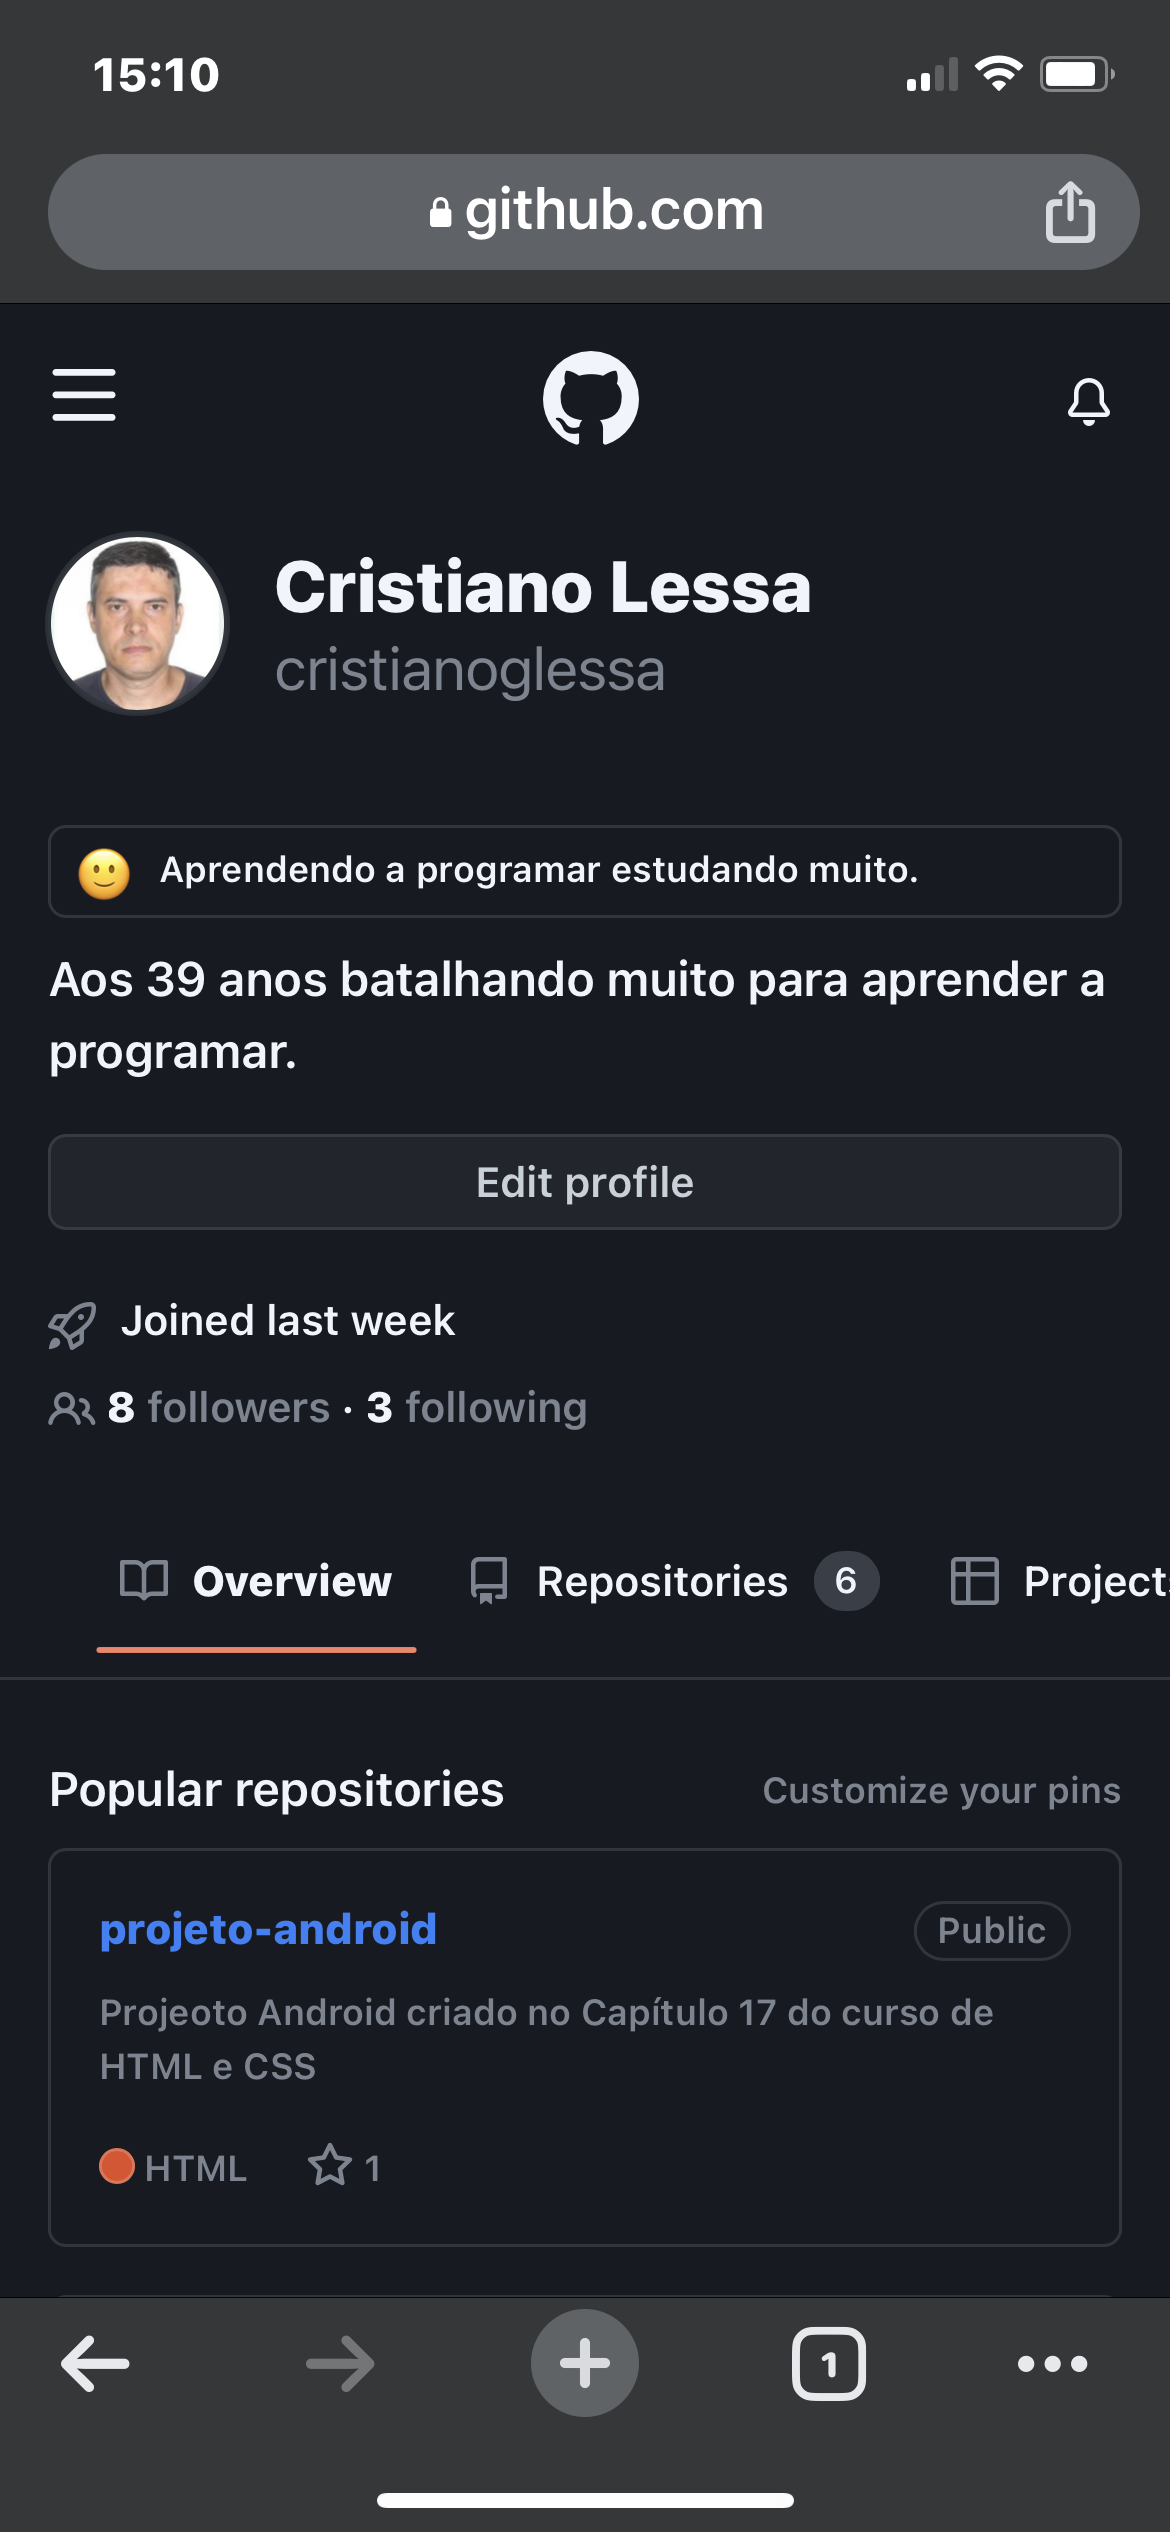 15:10
github.com
Cristiano Lessa
cristianoglessa
Aprendendo a programar estudando muito.
Aos 39 anos batalhando muito para aprender a
programar.
Edit profile
Joined last week
8 followers · 3 following
Overview Repositories 6 Projects
Popular repositories Customize your pins
projeto-android Public
Projeoto Android criado no Capítulo 17 do curso de
HTML e CSS
HTML 1
1